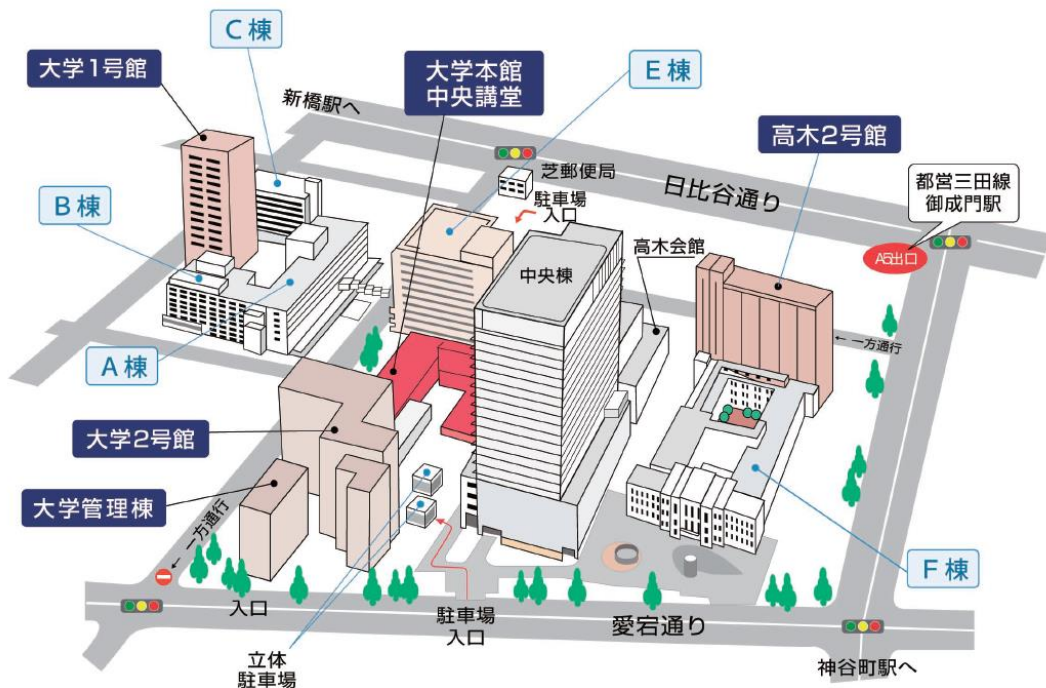 C棟
大学1号館
大学本館
中央講堂
E棟
新橋駅へ
高木2号館
芝郵便局
日比谷通り
都営三田線
御成門駅
B棟
駐車場
入口
A5出口
高木会館
中央棟
一方通行
A棟
大学2号館
大学管理棟
一方通行
F棟
入口
駐車場
入口
愛宕通り
立体
駐車場
神谷町駅へ